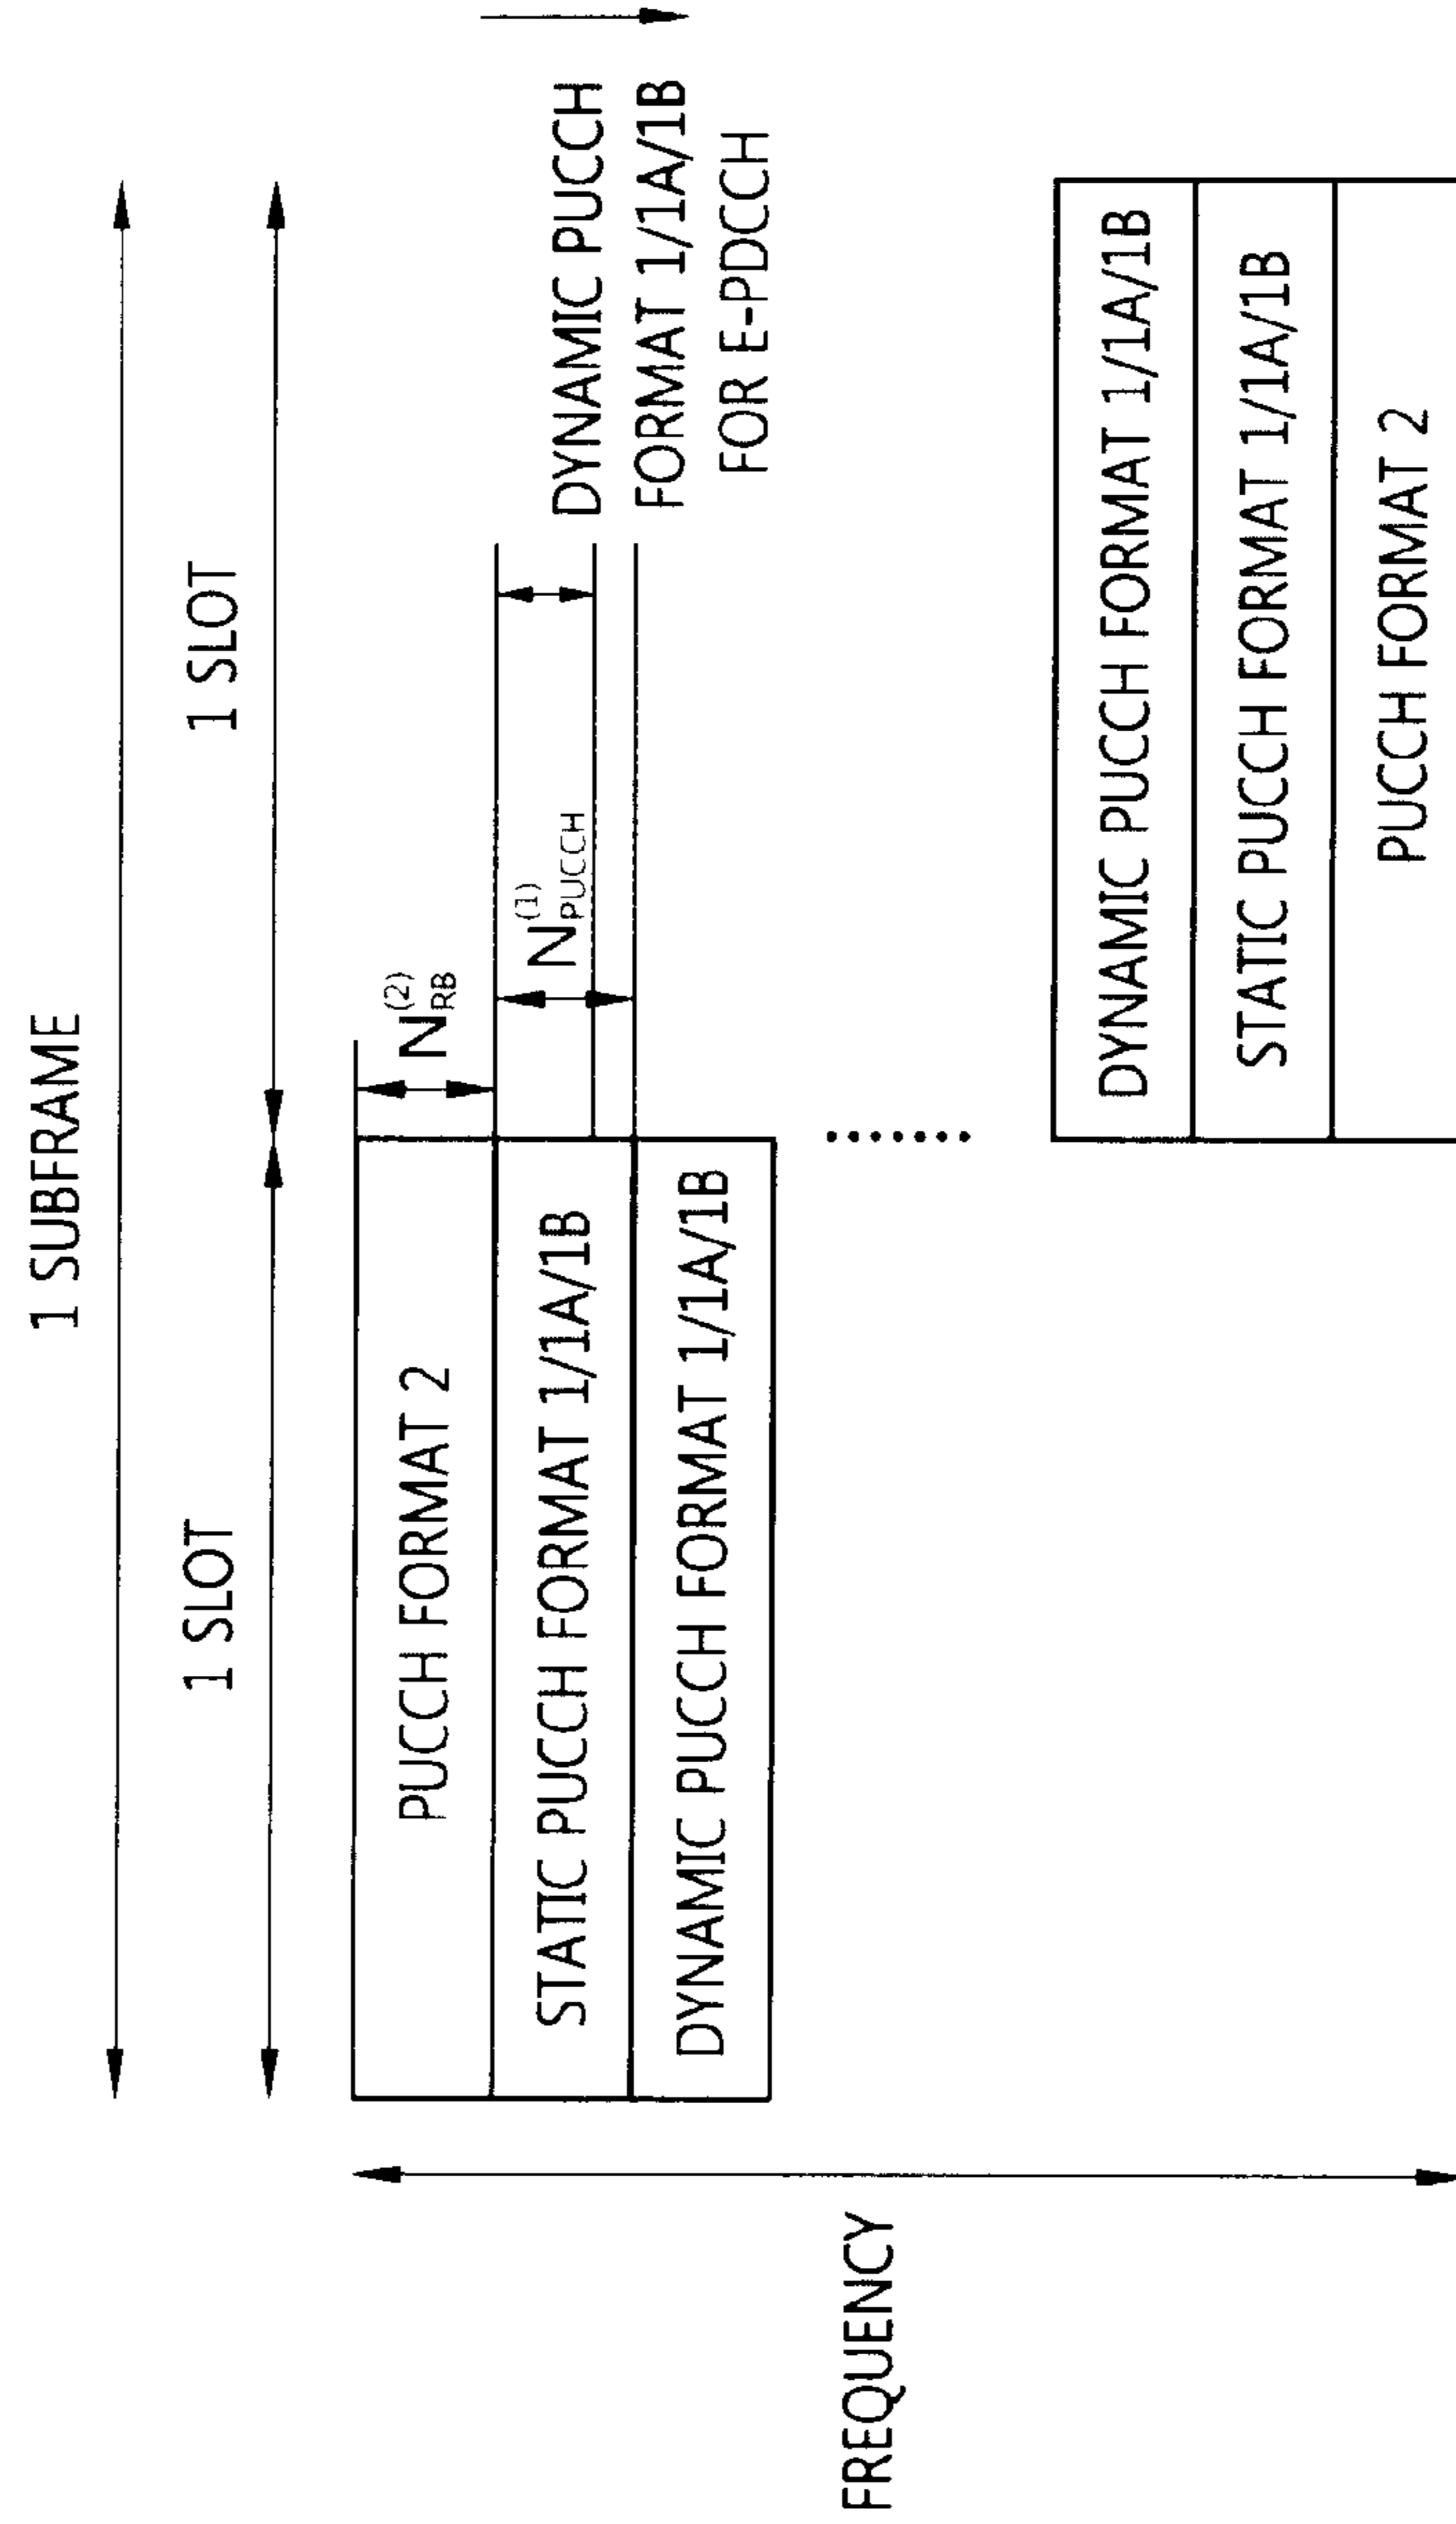 1 SUBFRAME
1 SLOT
1 SLOT
N(2)RB
N(1)PUCCH
DYNAMIC PUCCH
FORMAT 1/1A/1B
FOR E-PDCCH
PUCCH FORMAT 2
STATIC PUCCH FORMAT 1/1A/1B
DYNAMIC PUCCH FORMAT 1/1A/1B
FREQUENCY
DYNAMIC PUCCH FORMAT 1/1A/1B
STATIC PUCCH FORMAT 1/1A/1B
PUCCH FORMAT 2